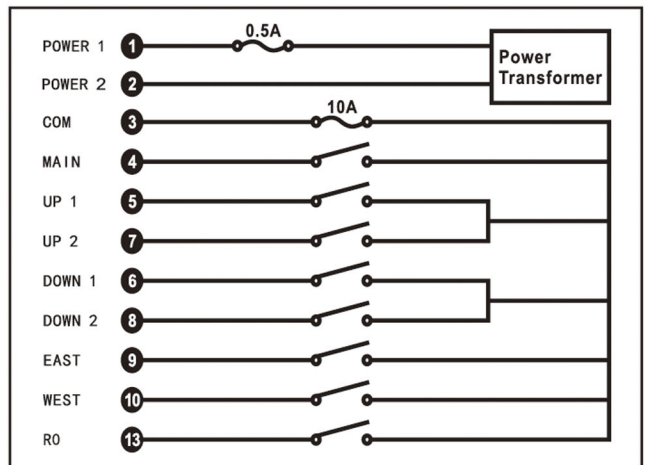 0.5A
POWER 1 1
Power
Transformer
POWER 2 2
10A
COM 3
MAIN 4
UP 1 5
UP 2 7
DOWN 1 6
DOWN 2 8
EAST 9
WEST 10
RO 13